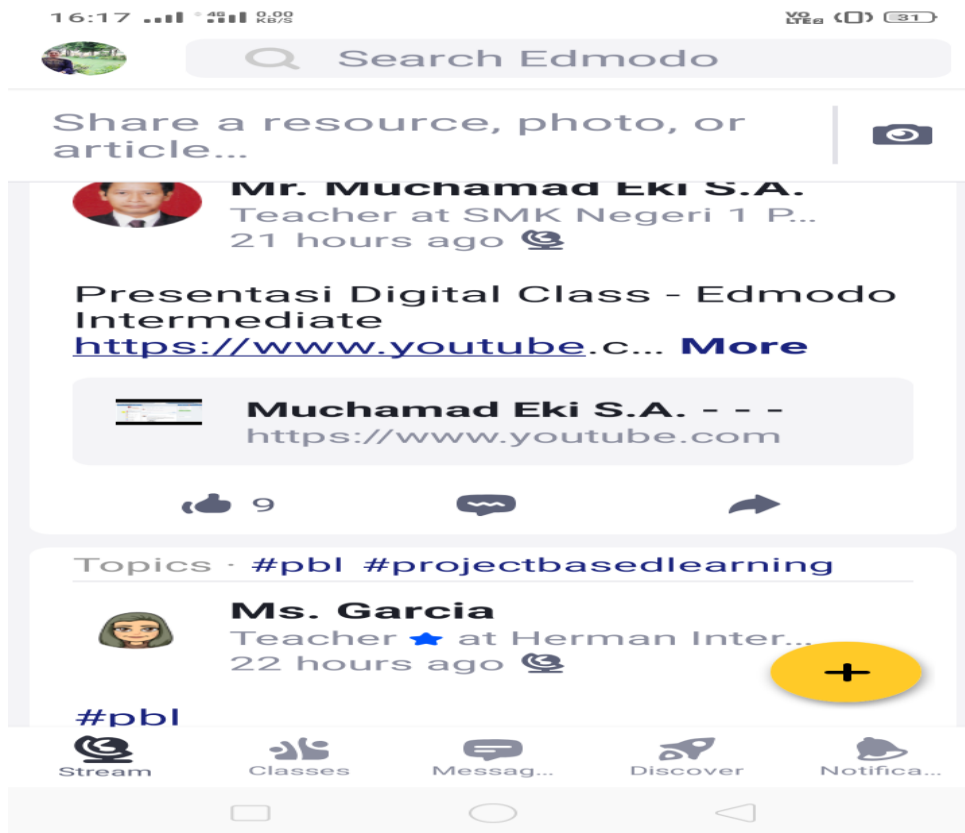 16:17 4G 0.00 KB/S VO LTE 31
Search Edmodo
Share a resource, photo, or
article...
Mr. Muchamad Eki S.A.
Teacher at SMK Negeri 1 P...
21 hours ago
Presentasi Digital Class - Edmodo
Intermediate
https://www.youtube.c... More
Muchamad Eki S.A. - - -
https://www.youtube.com
9
Topics · #pbl #projectbasedlearning
Ms. Garcia
Teacher at Herman Inter...
22 hours ago
#pbl
Stream Classes Messag... Discover Notifica...